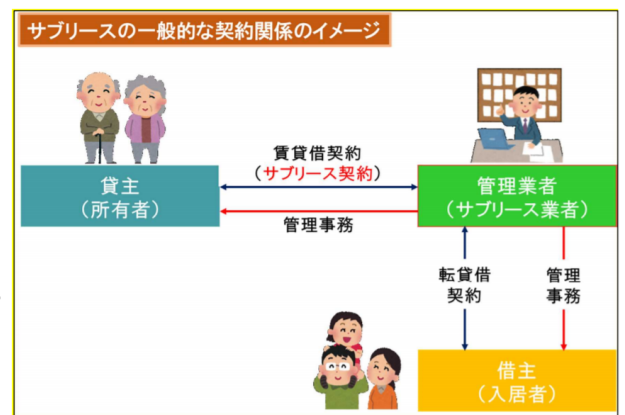 サブリースの一般的な契約関係のイメージ
賃貸借契約
（サブリース契約）
貸主
（所有者）
管理業者
（サブリース業者）
管理事務
転貸借
契約
管理
事務
借主
（入居者）